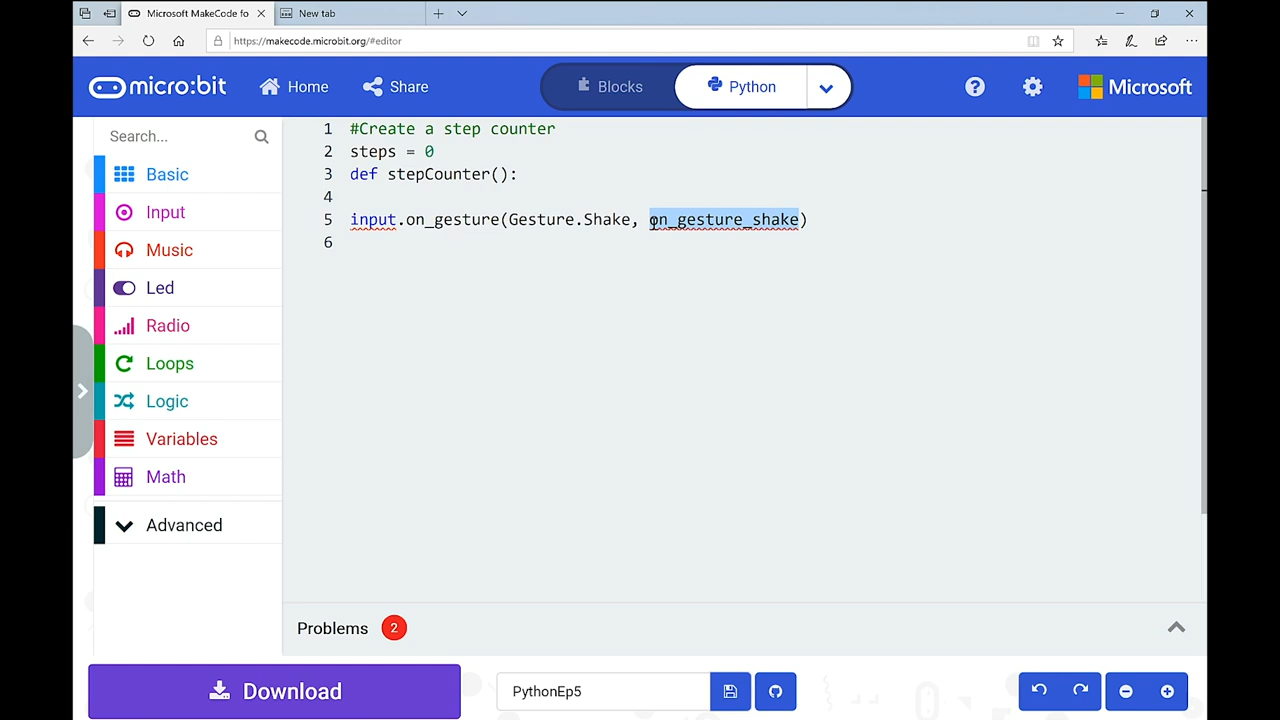 Microsoft MakeCode fo
New tab
https://makecode.microbit.org/#editor
micro:bit
Home
Share
Blocks
Python
Microsoft
Search...
Basic
Input
Music
Led
Radio
Loops
Logic
Variables
Math
Advanced
1 #Create a step counter
2 steps = 0
3 def stepCounter():
4
5 input.on_gesture(Gesture.Shake, on_gesture_shake)
6
Problems 2
Download
PythonEp5